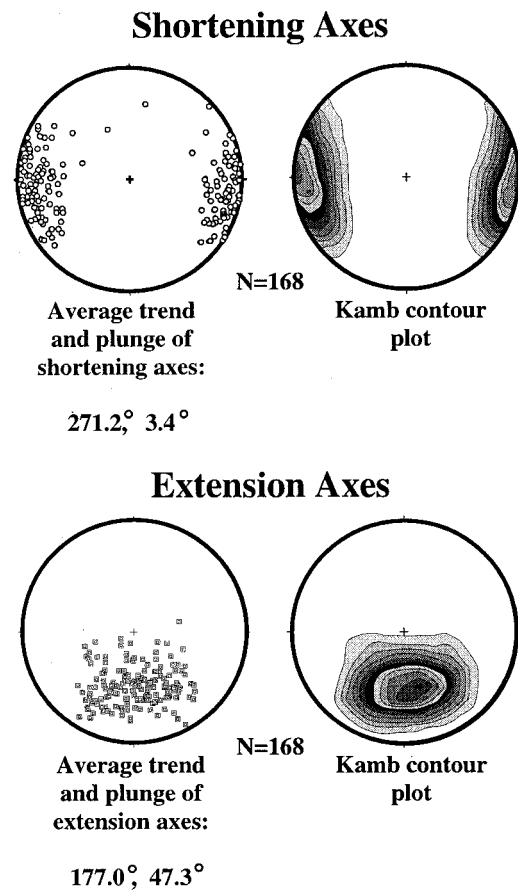 Shortening Axes
N=168
Average trend
and plunge of
shortening axes:
271.2,° 3.4°
Kamb contour
plot
Extension Axes
N=168
Average trend
and plunge of
extension axes:
177.0°, 47.3°
Kamb contour
plot